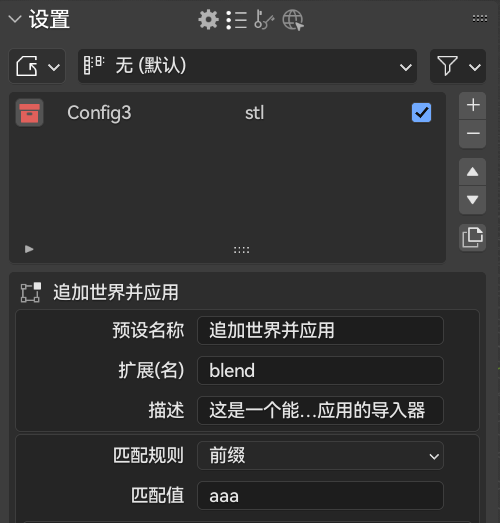 设置
无 (默认)
Config3 stl
追加世界并应用
预设名称 追加世界并应用
扩展(名) blend
描述 这是一个能…应用的导入器
匹配规则 前缀
匹配值 aaa